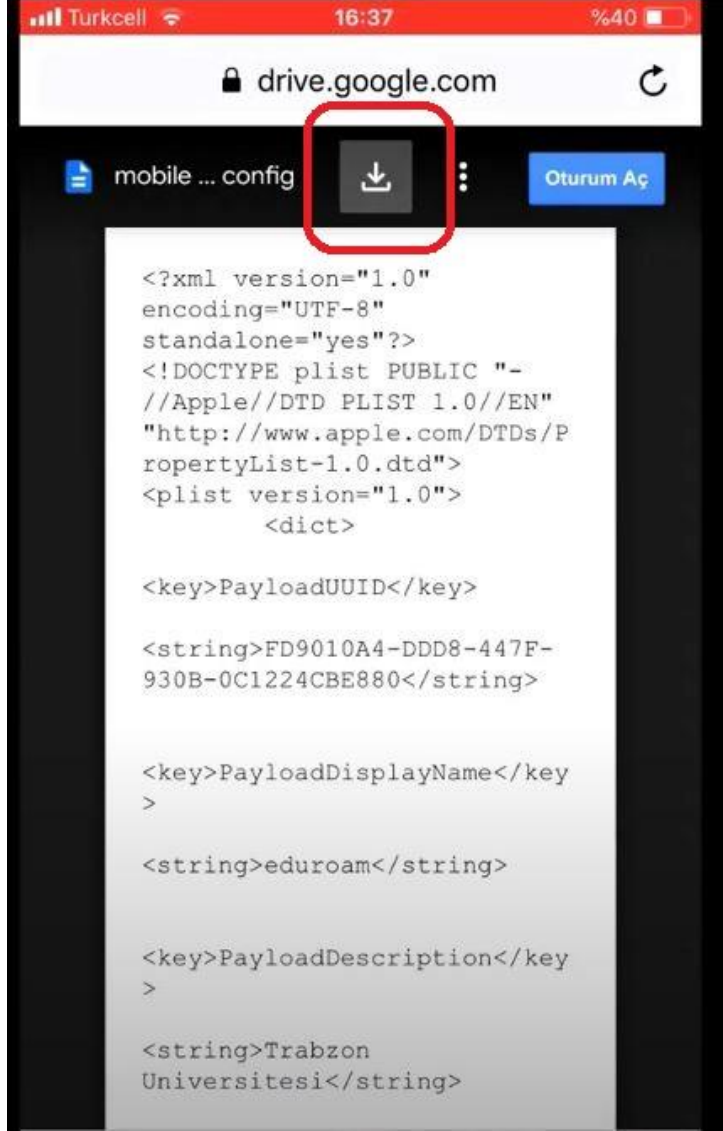 Turkcell 16:37 %40
drive.google.com
mobile ... config Oturum Aç
<?xml version="1.0"
encoding="UTF-8"
standalone="yes"?>
<!DOCTYPE plist PUBLIC "-
//Apple//DTD PLIST 1.0//EN"
"http://www.apple.com/DTDs/P
ropertyList-1.0.dtd">
<plist version="1.0">
<dict>
<key>PayloadUUID</key>
<string>FD9010A4-DDD8-447F-
930B-0C1224CBE880</string>
<key>PayloadDisplayName</key
>
<string>eduroam</string>
<key>PayloadDescription</key
>
<string>Trabzon
Universitesi</string>